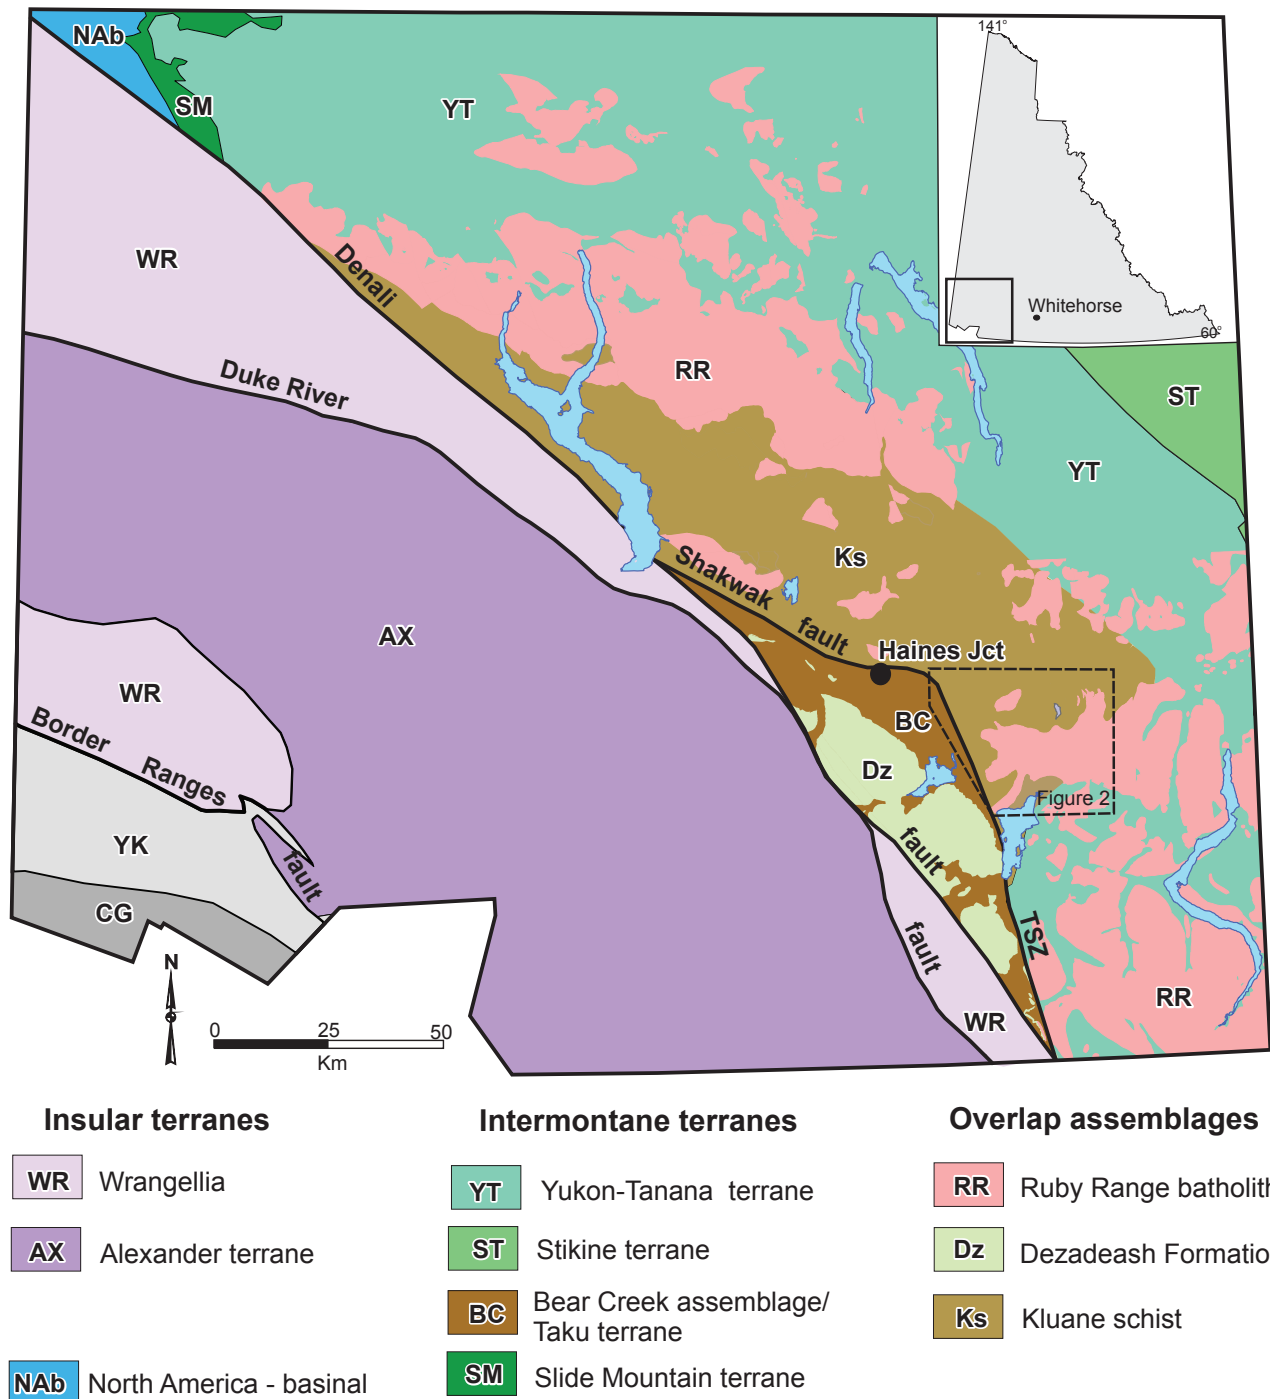 NAb
SM
YT
141°
Whitehorse
60°
WR
Denali
Duke River
RR
ST
YT
Ks
Shakwak
fault
Haines Jct
AX
WR
BC
Dz
Border
Ranges
fault
Figure 2
YK
CG
fault
fault
TSZ
WR
RR
N
0 25 50
Km
Insular terranes
WR Wrangellia
AX Alexander terrane
NAb North America - basinal
Intermontane terranes
YT Yukon-Tanana terrane
ST Stikine terrane
BC Bear Creek assemblage/
Taku terrane
SM Slide Mountain terrane
Overlap assemblages
RR Ruby Range batholith
Dz Dezadeash Formatio
Ks Kluane schist